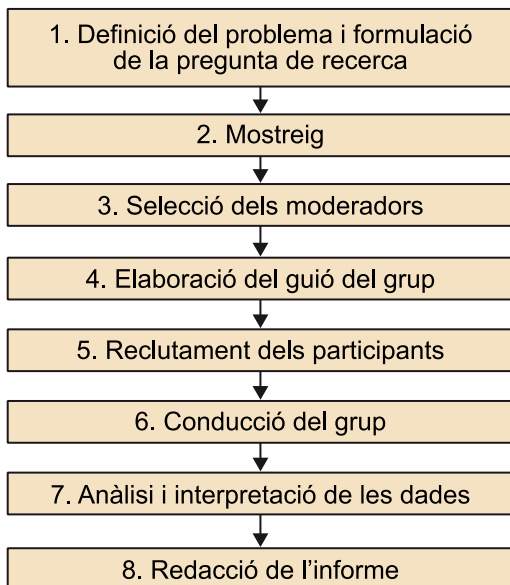 1. Definició del problema i formulació
de la pregunta de recerca
2. Mostreig
3. Selecció dels moderadors
4. Elaboració del guió del grup
5. Reclutament dels participants
6. Conducció del grup
7. Anàlisi i interpretació de les dades
8. Redacció de l’informe